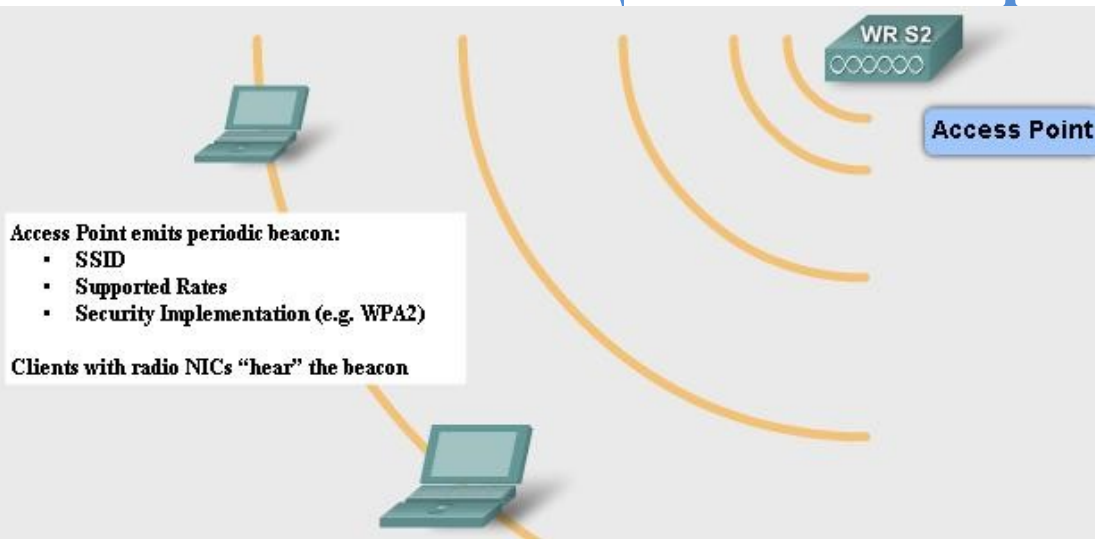 WR S2
Access Point
Access Point emits periodic beacon:
▪ SSID
▪ Supported Rates
▪ Security Implementation (e.g. WPA2)
Clients with radio NICs “hear” the beacon